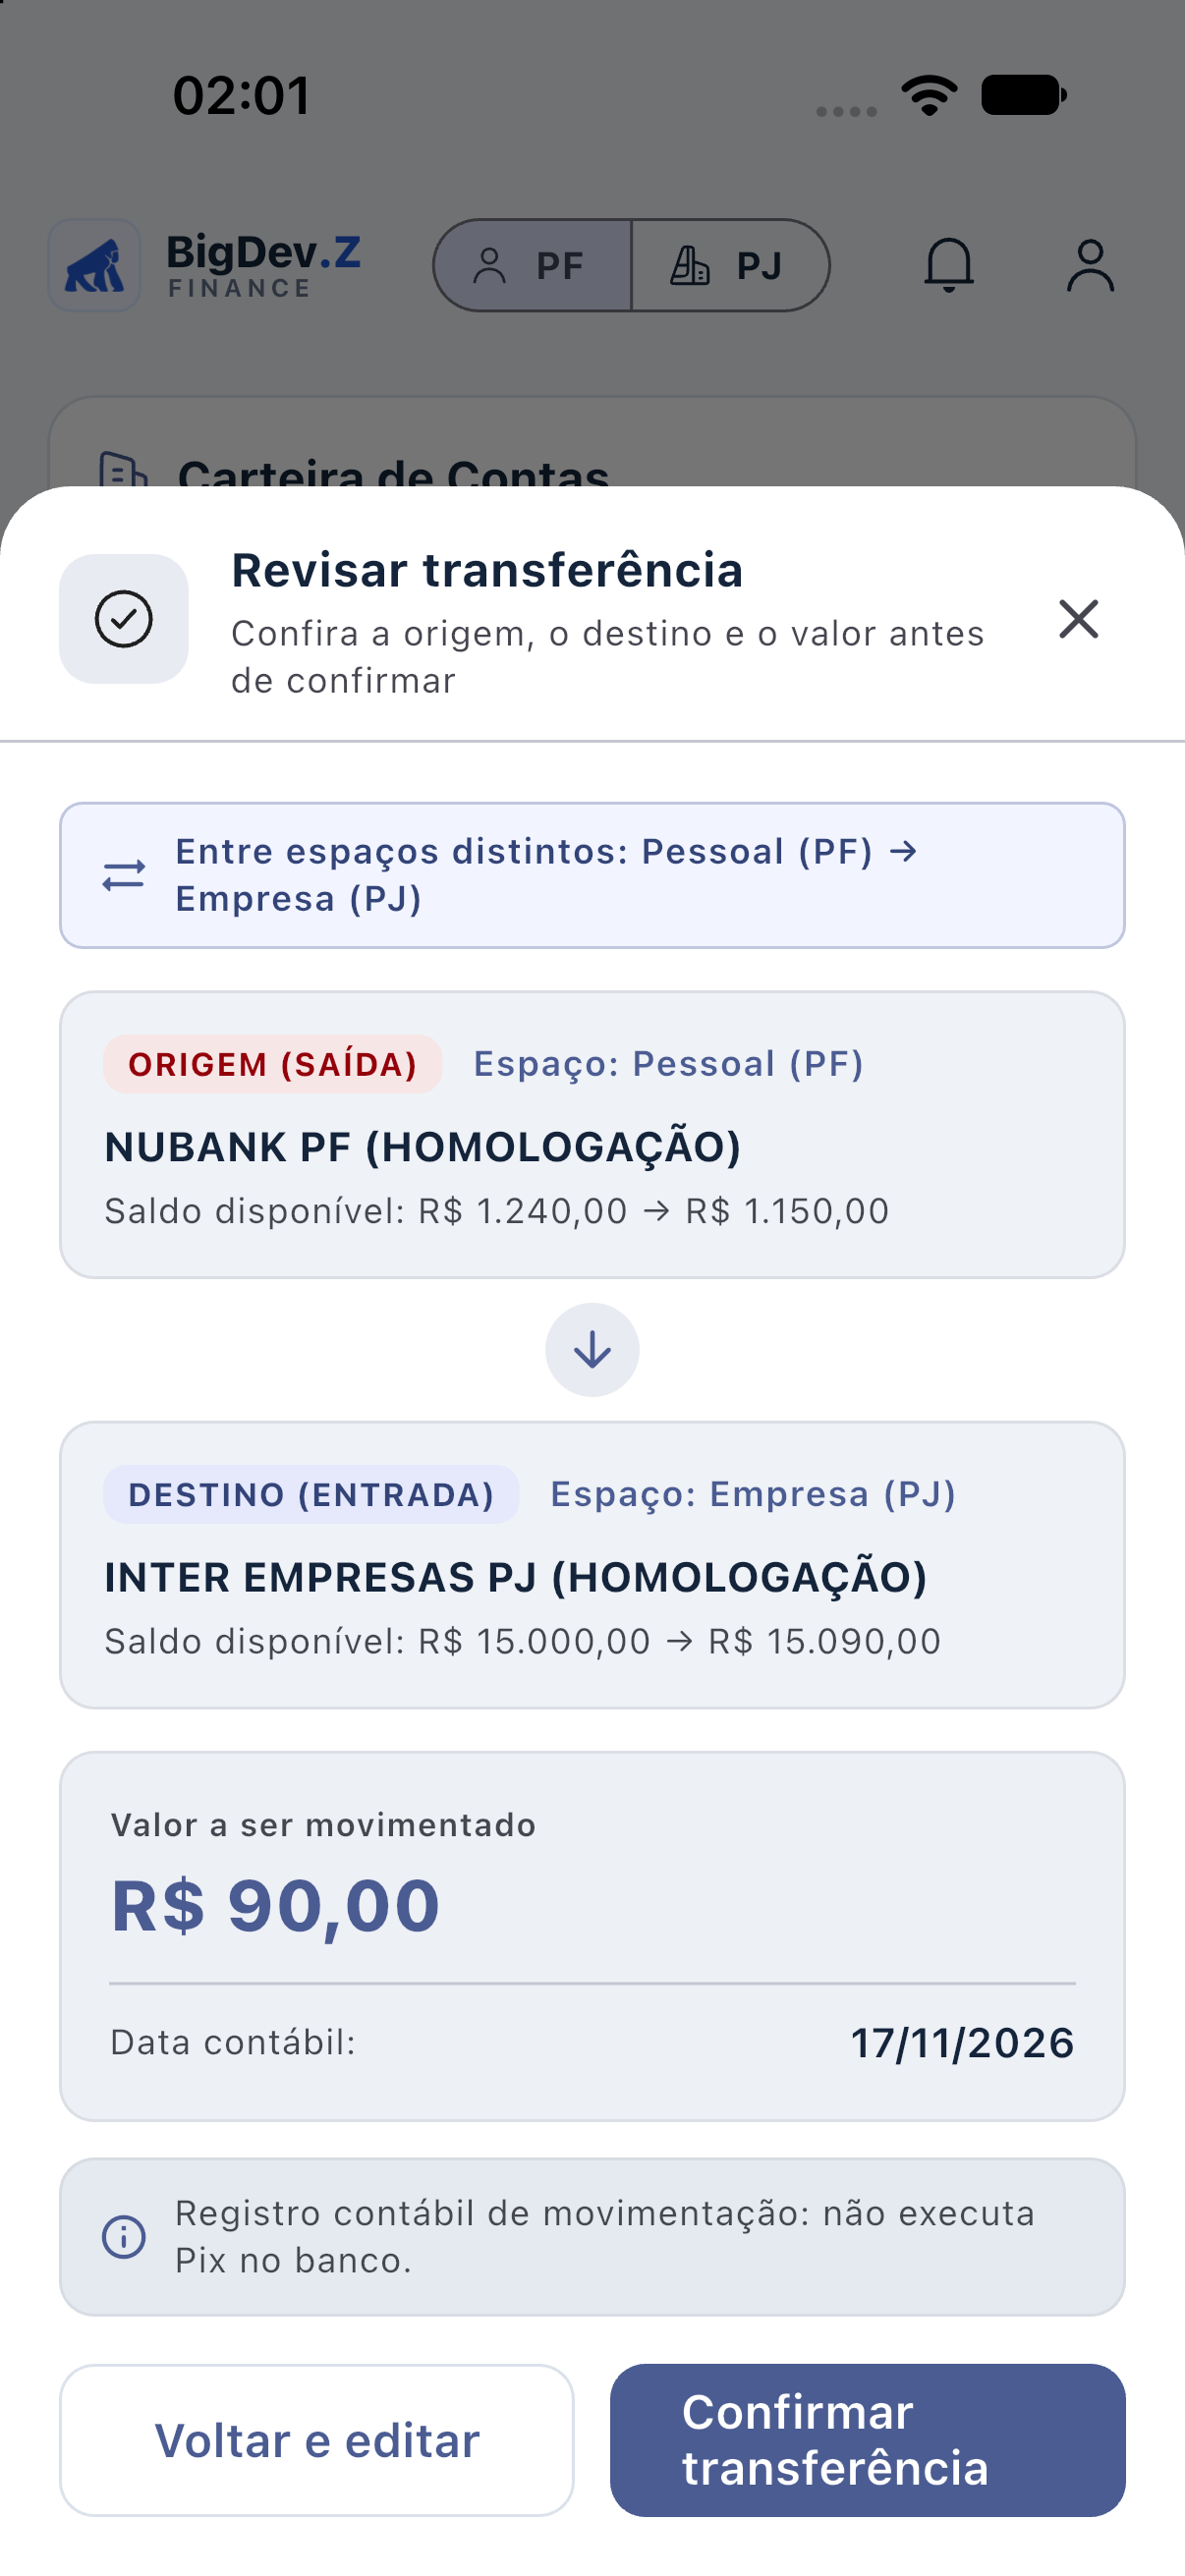 02:01
BigDev.Z
FINANCE
PF
PJ
Carteira de Contas
Revisar transferência
Confira a origem, o destino e o valor antes
de confirmar
Entre espaços distintos: Pessoal (PF) →
Empresa (PJ)
ORIGEM (SAÍDA)
Espaço: Pessoal (PF)
NUBANK PF (HOMOLOGAÇÃO)
Saldo disponível: R$ 1.240,00 → R$ 1.150,00
DESTINO (ENTRADA)
Espaço: Empresa (PJ)
INTER EMPRESAS PJ (HOMOLOGAÇÃO)
Saldo disponível: R$ 15.000,00 → R$ 15.090,00
Valor a ser movimentado
R$ 90,00
Data contábil:
17/11/2026
Registro contábil de movimentação: não executa
Pix no banco.
Voltar e editar
Confirmar
transferência